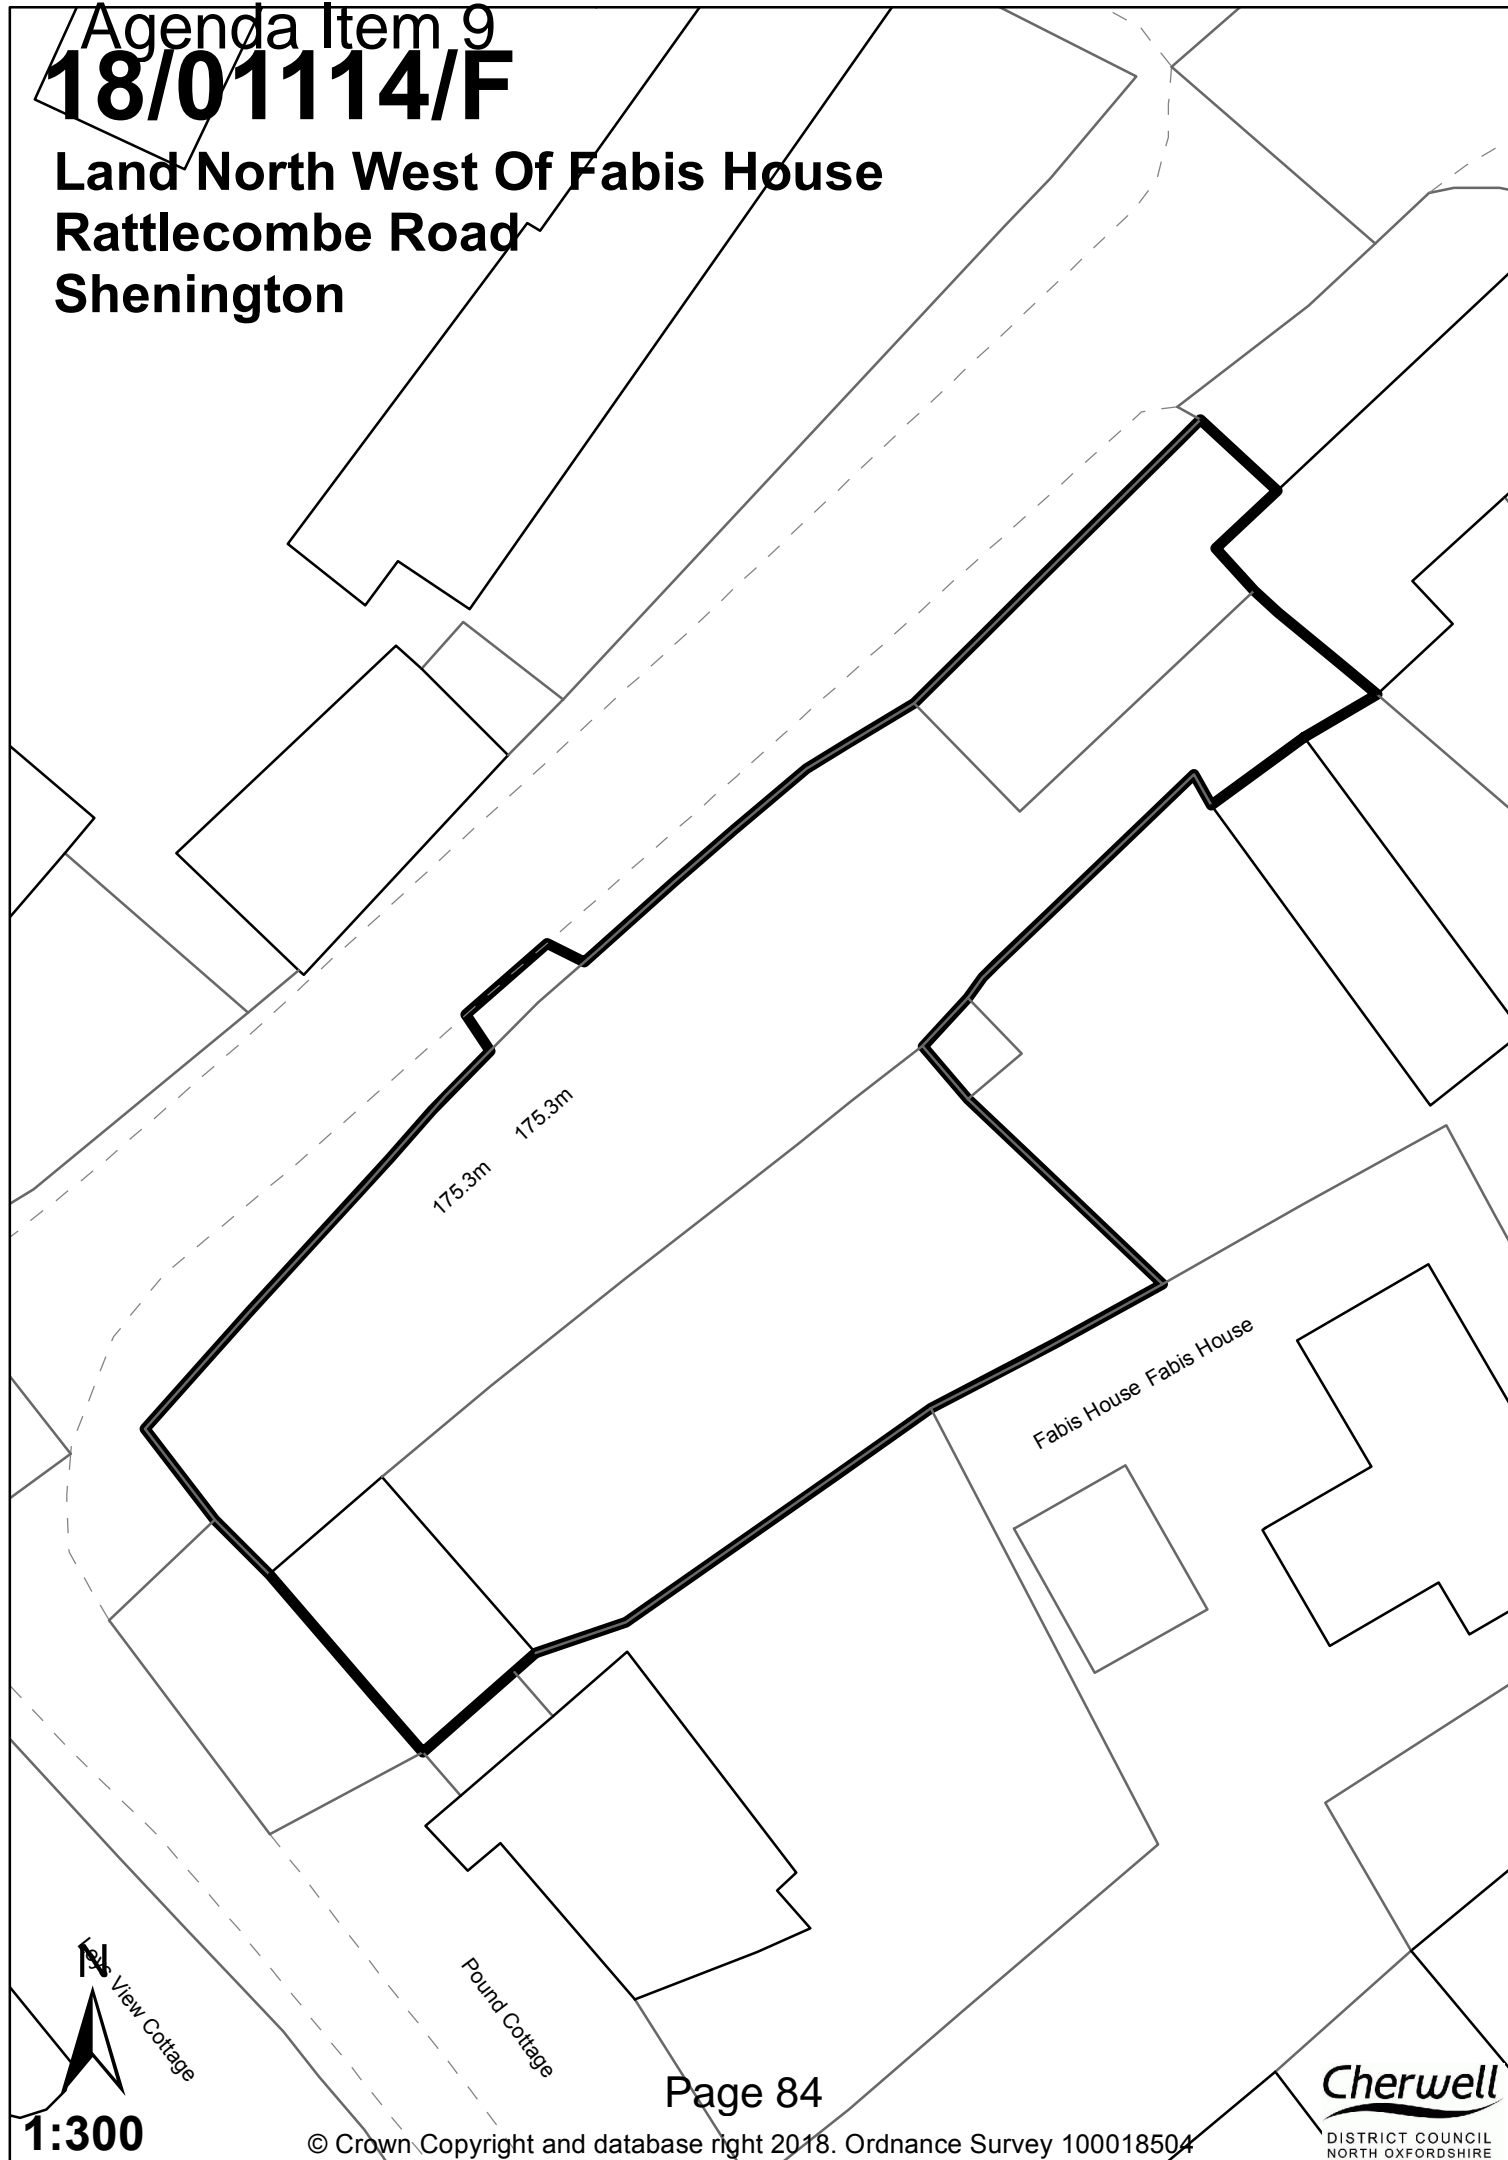 Agenda Item 9
18/01114/F
Land North West Of Fabis House
Rattlecombe Road
Shenington
175.3m
175.3m
Fabis House Fabis House
Leys View Cottage
Pound Cottage
N
1:300
Page 84
© Crown Copyright and database right 2018. Ordnance Survey 100018504
Cherwell
DISTRICT COUNCIL
NORTH OXFORDSHIRE